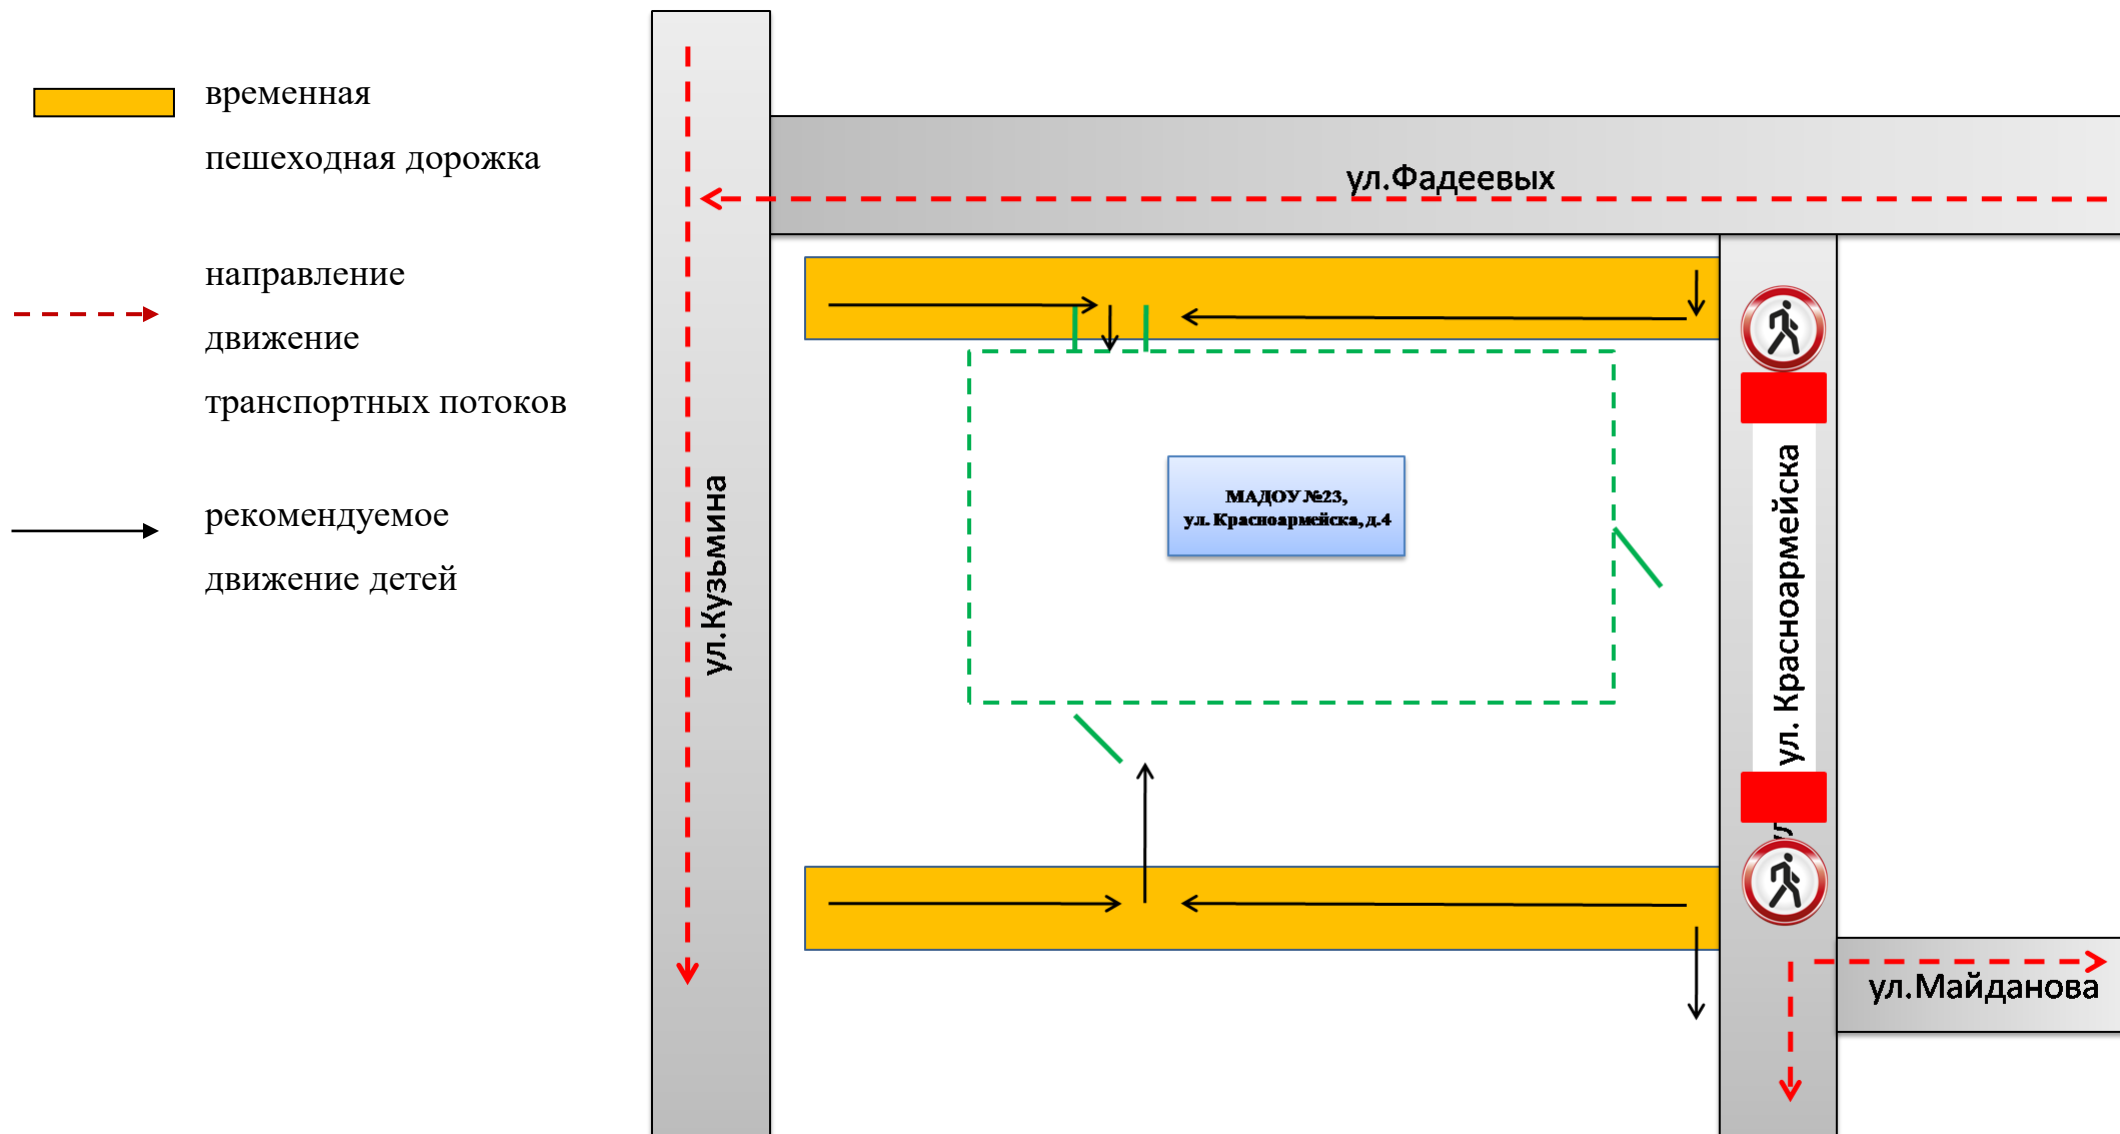 временная
пешеходная дорожка
направление
движение
транспортных потоков
рекомендуемое
движение детей
ул.Фадеевых
ул.Кузьмина
МАДОУ №23,
ул. Красноармейска, д.4
ул. Красноармейска
ул
ул.Майданова